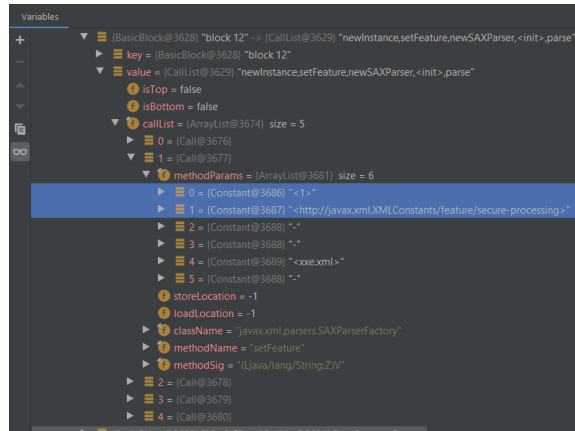 Variables
{BasicBlock@3628} "block 12" -> {CallList@3629} "newInstance,setFeature,newSAXParser,<init>,parse"
key = {BasicBlock@3628} "block 12"
value = {CallList@3629} "newInstance,setFeature,newSAXParser,<init>,parse"
isTop = false
isBottom = false
callList = {ArrayList@3674} size = 5
0 = {Call@3676}
1 = {Call@3677}
methodParams = {ArrayList@3681} size = 6
0 = {Constant@3686} "<1>"
1 = {Constant@3687} "<http://javax.xml.XMLConstants/feature/secure-processing>"
2 = {Constant@3688} "-"
3 = {Constant@3688} "-"
4 = {Constant@3689} "<xxe.xml>"
5 = {Constant@3688} "-"
storeLocation = -1
loadLocation = -1
className = "javax.xml.parsers.SAXParserFactory"
methodName = "setFeature"
methodSig = "(Ljava/lang/String;Z)V"
2 = {Call@3678}
3 = {Call@3679}
4 = {Call@3680}